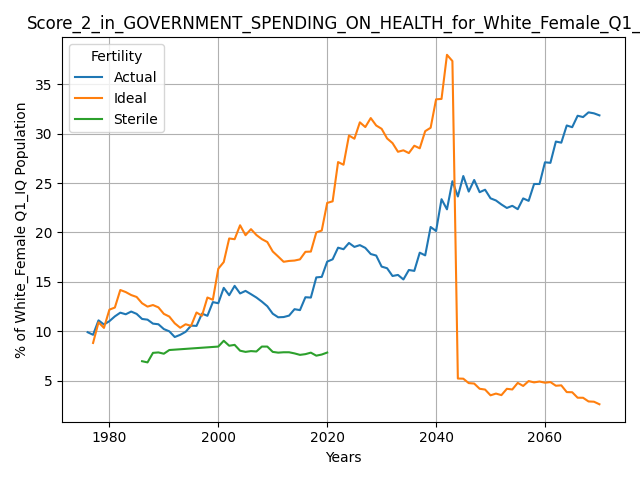 Score_2_in_GOVERNMENT_SPENDING_ON_HEALTH_for_White_Female_Q1_
Fertility
Actual
Ideal
Sterile
% of White_Female Q1_IQ Population
35
30
25
20
15
10
5
1980 2000 2020 2040 2060
Years